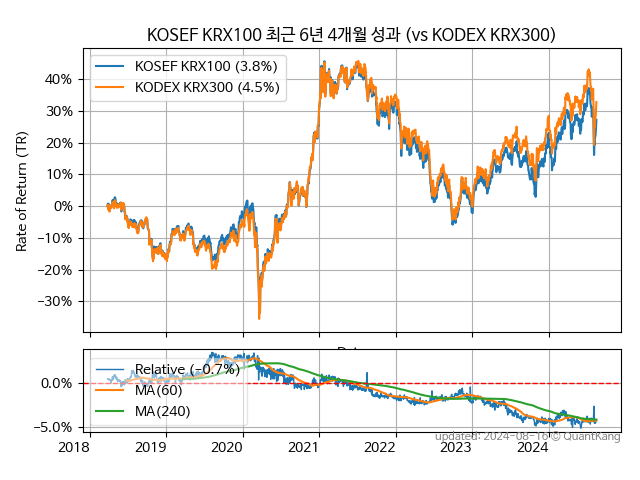 KOSEF KRX100 최근 6년 4개월 성과 (vs KODEX KRX300)
KOSEF KRX100 (3.8%)
KODEX KRX300 (4.5%)
Rate of Return (TR)
40%
30%
20%
10%
0%
−10%
−20%
−30%
Relative (−0.7%)
MA(60)
MA(240)
0.0%
−5.0%
2018
2019
2020
2021
2022
2023
2024
updated: 2024-08-16 © QuantKang